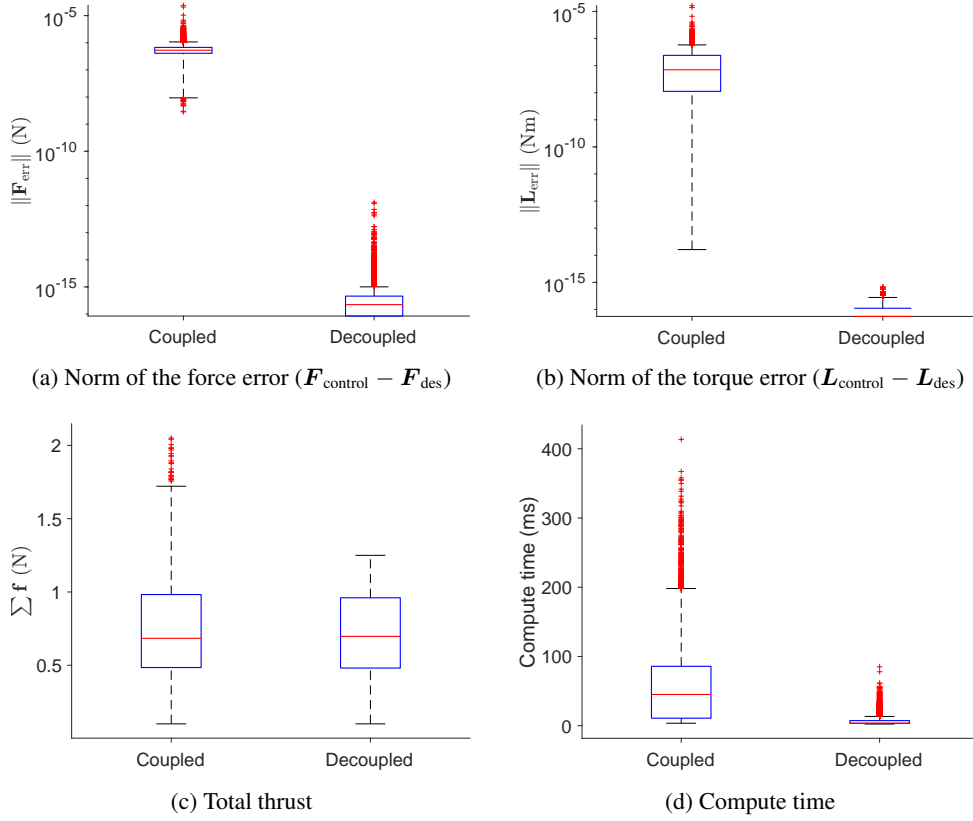 10^-5
10^-10
10^-15
||F_err|| (N)
Coupled
Decoupled
(a) Norm of the force error (F_control − F_des)
10^-5
10^-10
10^-15
||L_err|| (Nm)
Coupled
Decoupled
(b) Norm of the torque error (L_control − L_des)
2
1.5
1
0.5
∑ f (N)
Coupled
Decoupled
(c) Total thrust
400
300
200
100
0
Compute time (ms)
Coupled
Decoupled
(d) Compute time